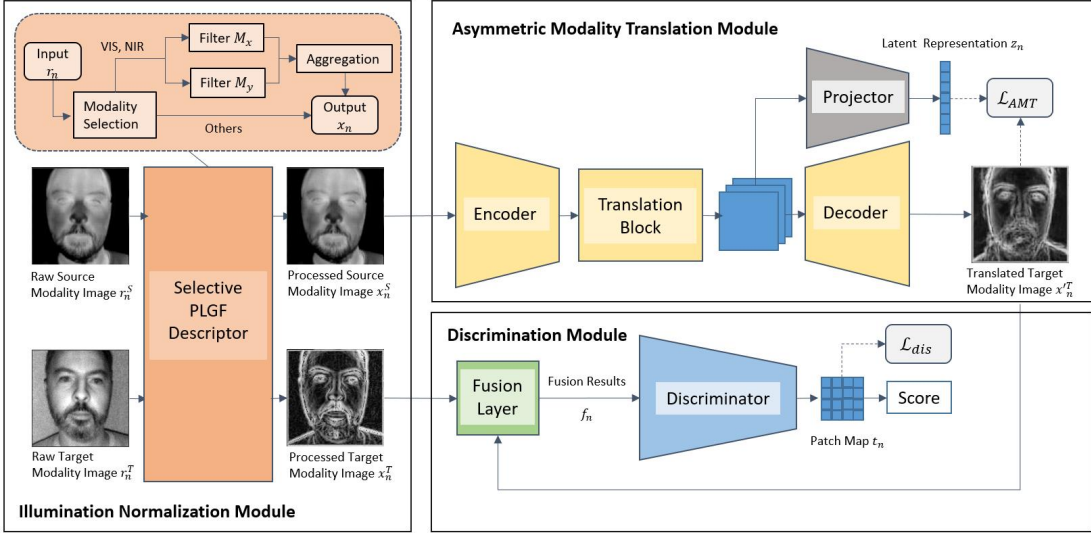 Input
r_n
VIS, NIR
Filter M_x
Filter M_y
Aggregation
Modality
Selection
Others
Output
x_n
Raw Source
Modality Image r_n^S
Selective
PLGF
Descriptor
Processed Source
Modality Image x_n^S
Raw Target
Modality Image r_n^T
Processed Target
Modality Image x_n^T
Illumination Normalization Module
Asymmetric Modality Translation Module
Encoder
Translation
Block
Projector
Decoder
Latent Representation z_n
ℒ_AMT
Translated Target
Modality Image x'_n^T
Discrimination Module
Fusion
Layer
Fusion Results
f_n
Discriminator
Patch Map t_n
ℒ_dis
Score